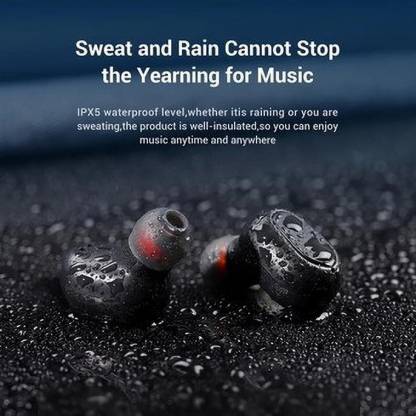 Sweat and Rain Cannot Stop
the Yearning for Music
IPX5 waterproof level,whether itis raining or you are
sweating,the product is well-insulated,so you can enjoy
music anytime and anywhere